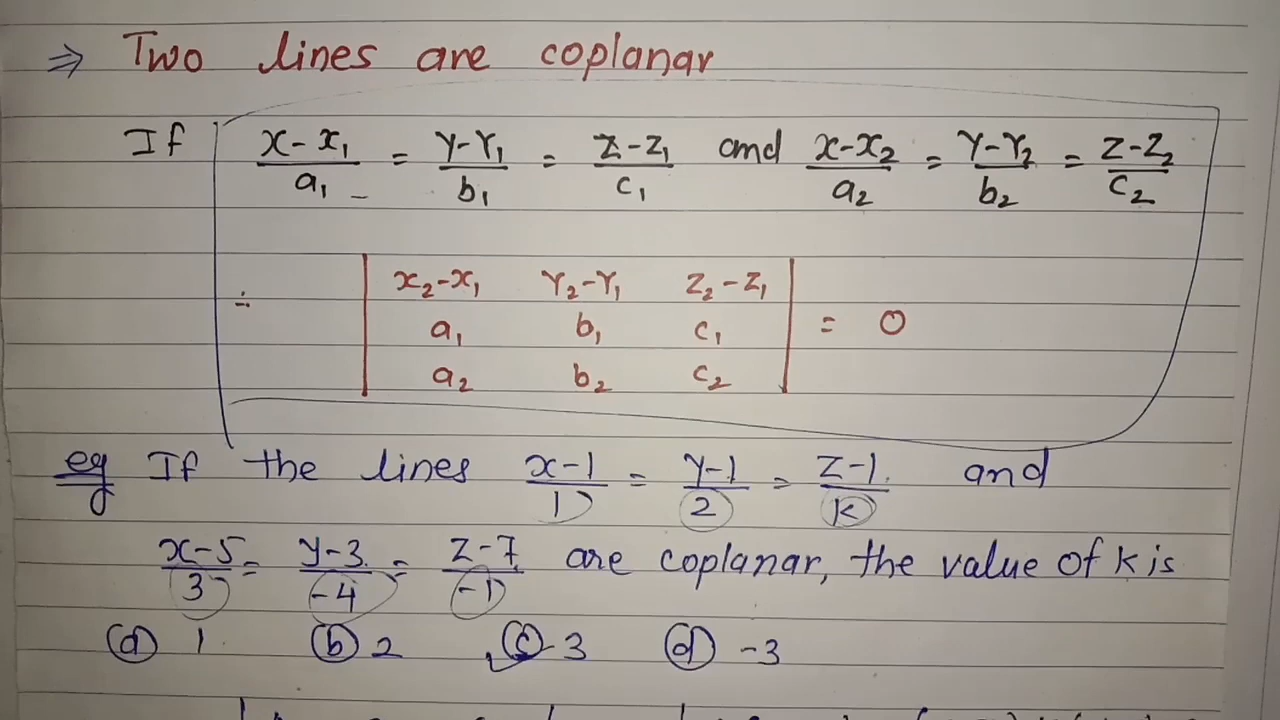 ⇒ Two lines are coplanar
If x-x₁/a₁ = y-y₁/b₁ = z-z₁/c₁ and x-x₂/a₂ = y-y₂/b₂ = z-z₂/c₂
÷ | x₂-x₁ y₂-y₁ z₂-z₁ |
| a₁ b₁ c₁ | = 0
| a₂ b₂ c₂ |
eg If the lines x-1/1 = y-1/2 = z-1/k and
x-5/3 = y-3/-4 = z-7/-1 are coplanar, the value of k is
(a) 1 (b) 2 (c) 3 (d) -3